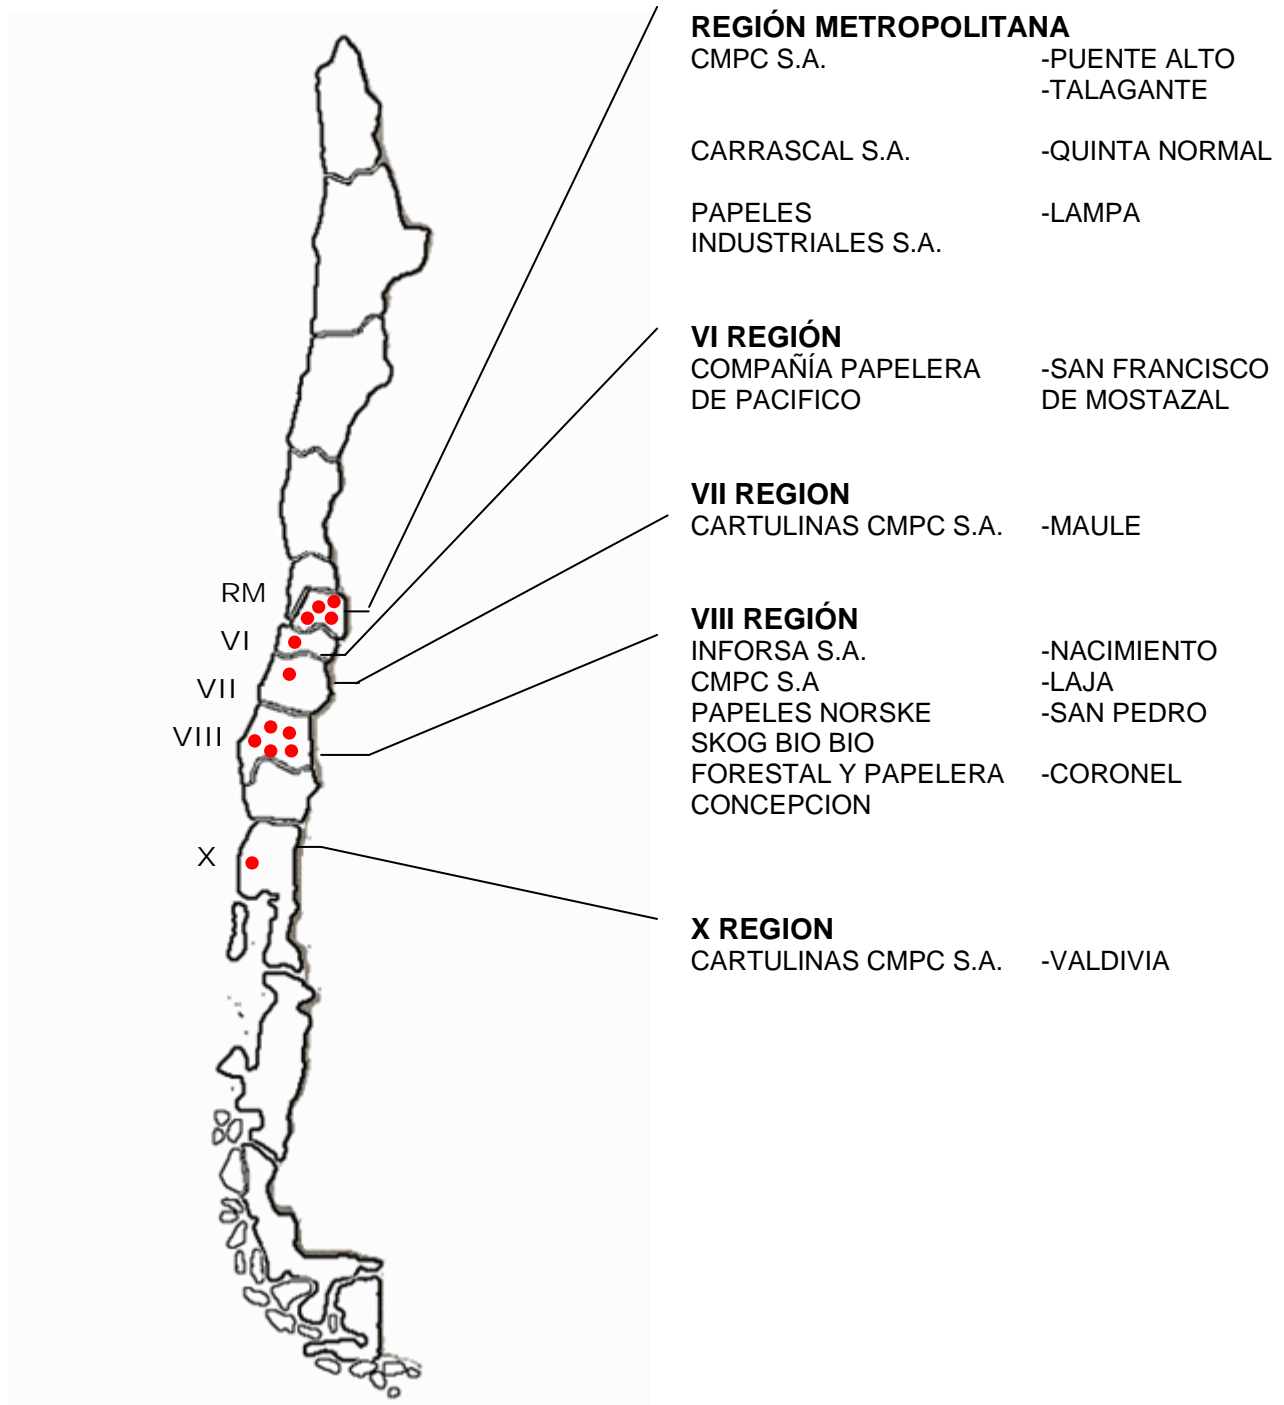 REGIÓN METROPOLITANA
CMPC S.A. -PUENTE ALTO
-TALAGANTE
CARRASCAL S.A. -QUINTA NORMAL
PAPELES -LAMPA
INDUSTRIALES S.A.
VI REGIÓN
COMPAÑÍA PAPELERA -SAN FRANCISCO
DE PACIFICO DE MOSTAZAL
VII REGION
CARTULINAS CMPC S.A. -MAULE
VIII REGIÓN
INFORSA S.A. -NACIMIENTO
CMPC S.A -LAJA
PAPELES NORSKE -SAN PEDRO
SKOG BIO BIO
FORESTAL Y PAPELERA -CORONEL
CONCEPCION
X REGION
CARTULINAS CMPC S.A. -VALDIVIA
RM
VI
VII
VIII
X